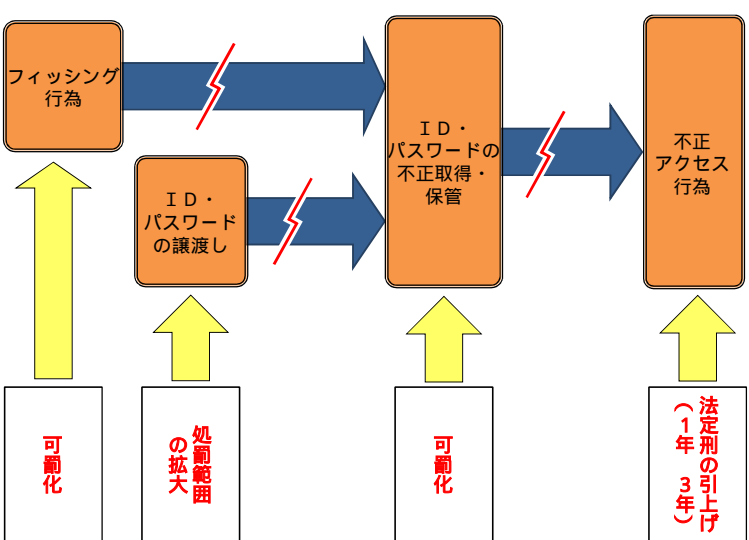 フィッシング
行為
ＩＤ・
パスワード
の譲渡し
ＩＤ・
パスワードの
不正取得・
保管
不正
アクセス
行為
可罰化
処罰範囲
の拡大
可罰化
法定刑の引上げ
（１年　３年）